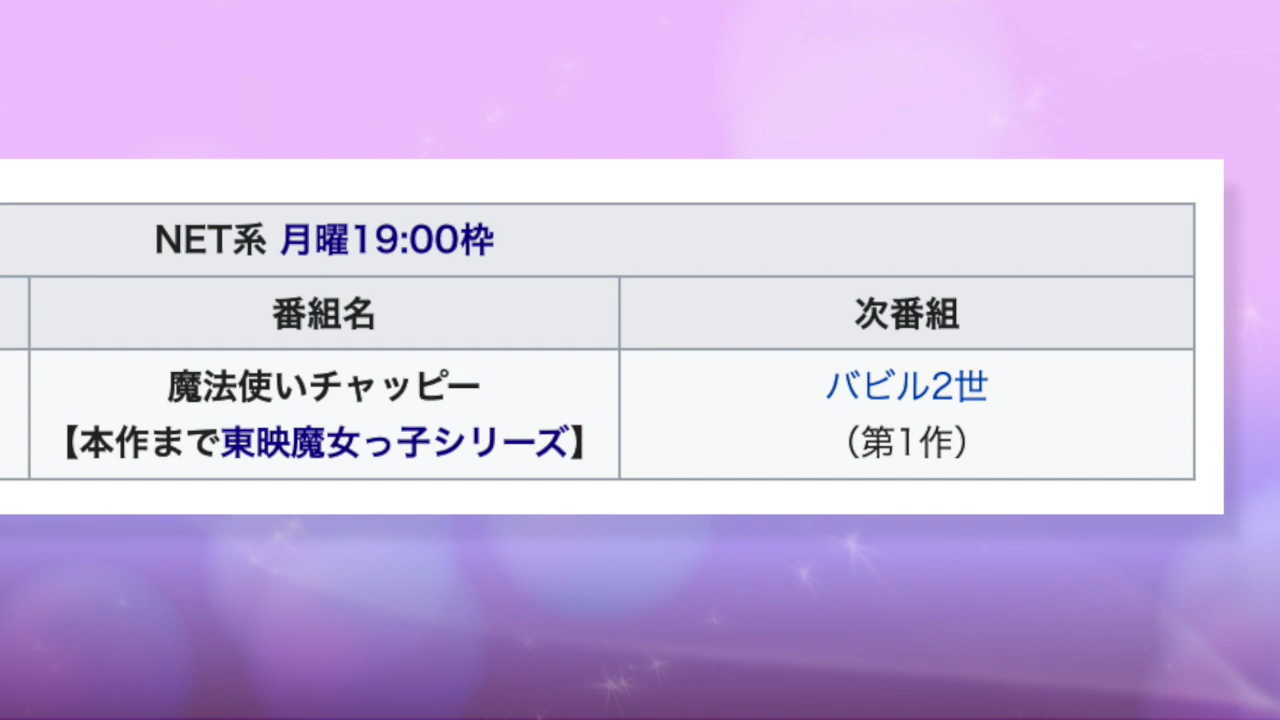 NET系 月曜19:00枠
番組名
次番組
魔法使いチャッピー
【本作まで東映魔女っ子シリーズ】
バビル2世
（第1作）